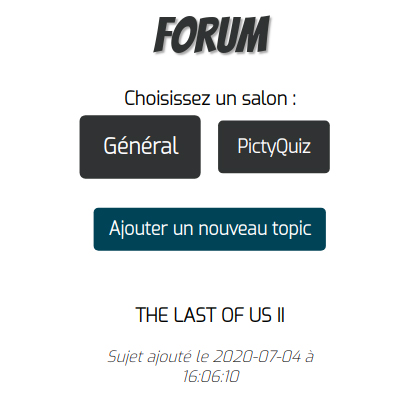 FORUM
Choisissez un salon :
Général PictyQuiz
Ajouter un nouveau topic
THE LAST OF US II
Sujet ajouté le 2020-07-04 à
16:06:10